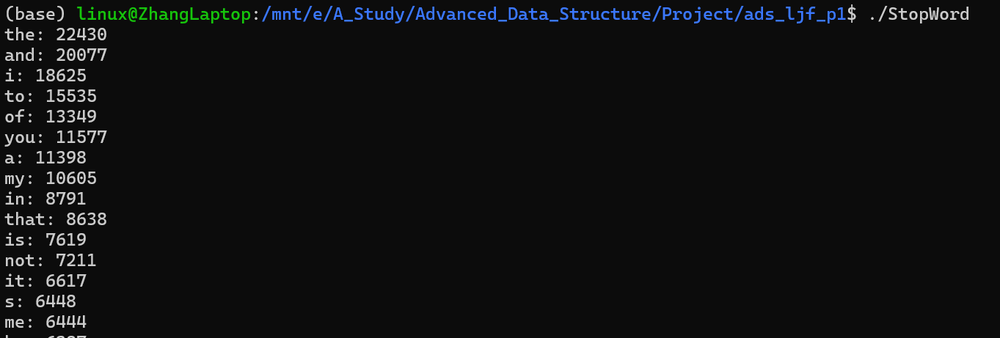 (base) linux@ZhangLaptop:/mnt/e/A_Study/Advanced_Data_Structure/Project/ads_ljf_p1$ ./StopWord
the: 22430
and: 20077
i: 18625
to: 15535
of: 13349
you: 11577
a: 11398
my: 10605
in: 8791
that: 8638
is: 7619
not: 7211
it: 6617
s: 6448
me: 6444